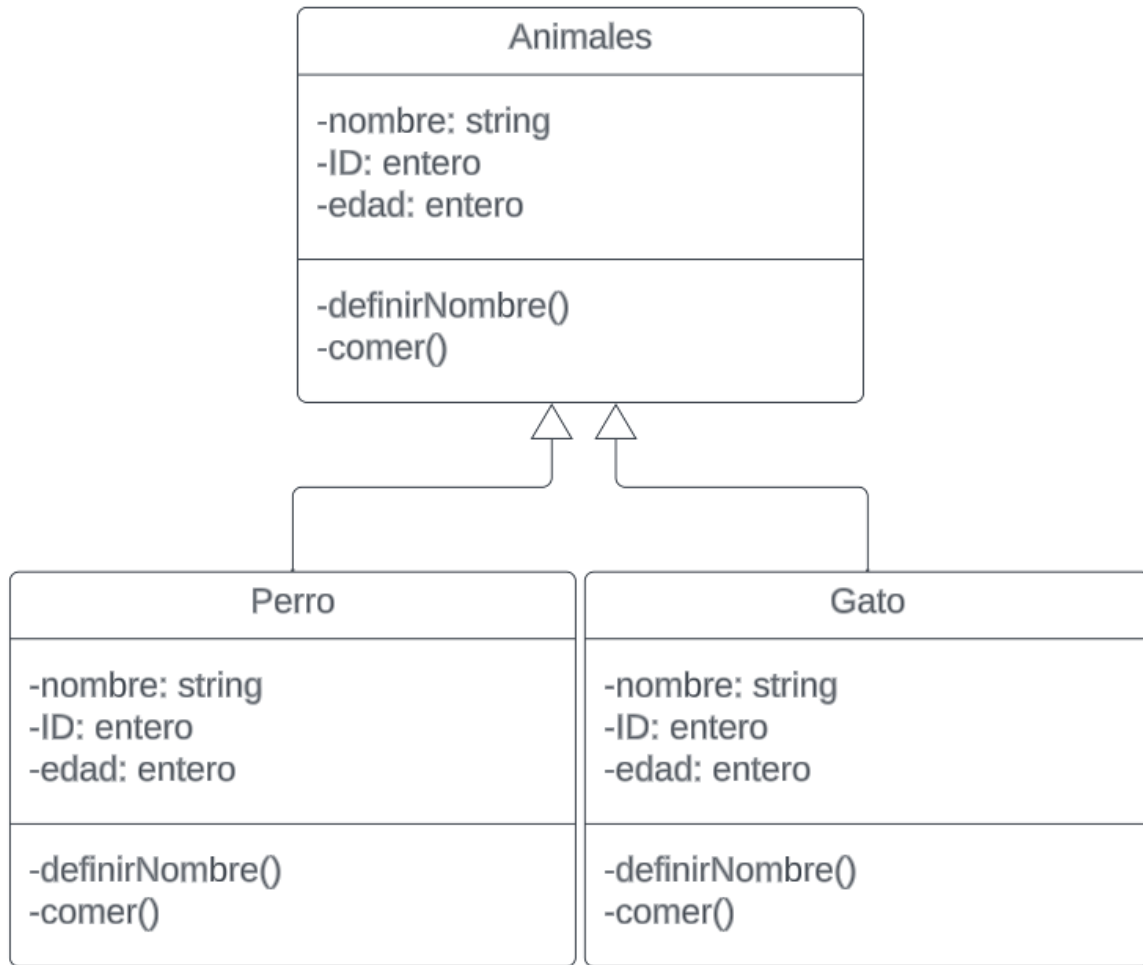 Animales
-nombre: string
-ID: entero
-edad: entero
-definirNombre()
-comer()
Perro
-nombre: string
-ID: entero
-edad: entero
-definirNombre()
-comer()
Gato
-nombre: string
-ID: entero
-edad: entero
-definirNombre()
-comer()